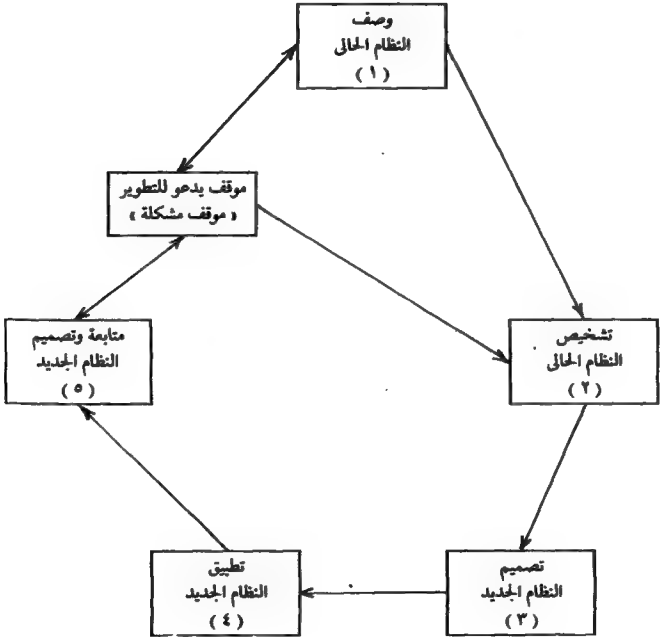 وصف
النظام الحالى
( ١ )
موقف يدعو للتطوير
« موقف مشكلة »
تشخيص
النظام الحالى
( ٢ )
متابعة وتصميم
النظام الجديد
( ٥ )
تصميم
النظام الجديد
( ٣ )
تطبيق
النظام الجديد
( ٤ )